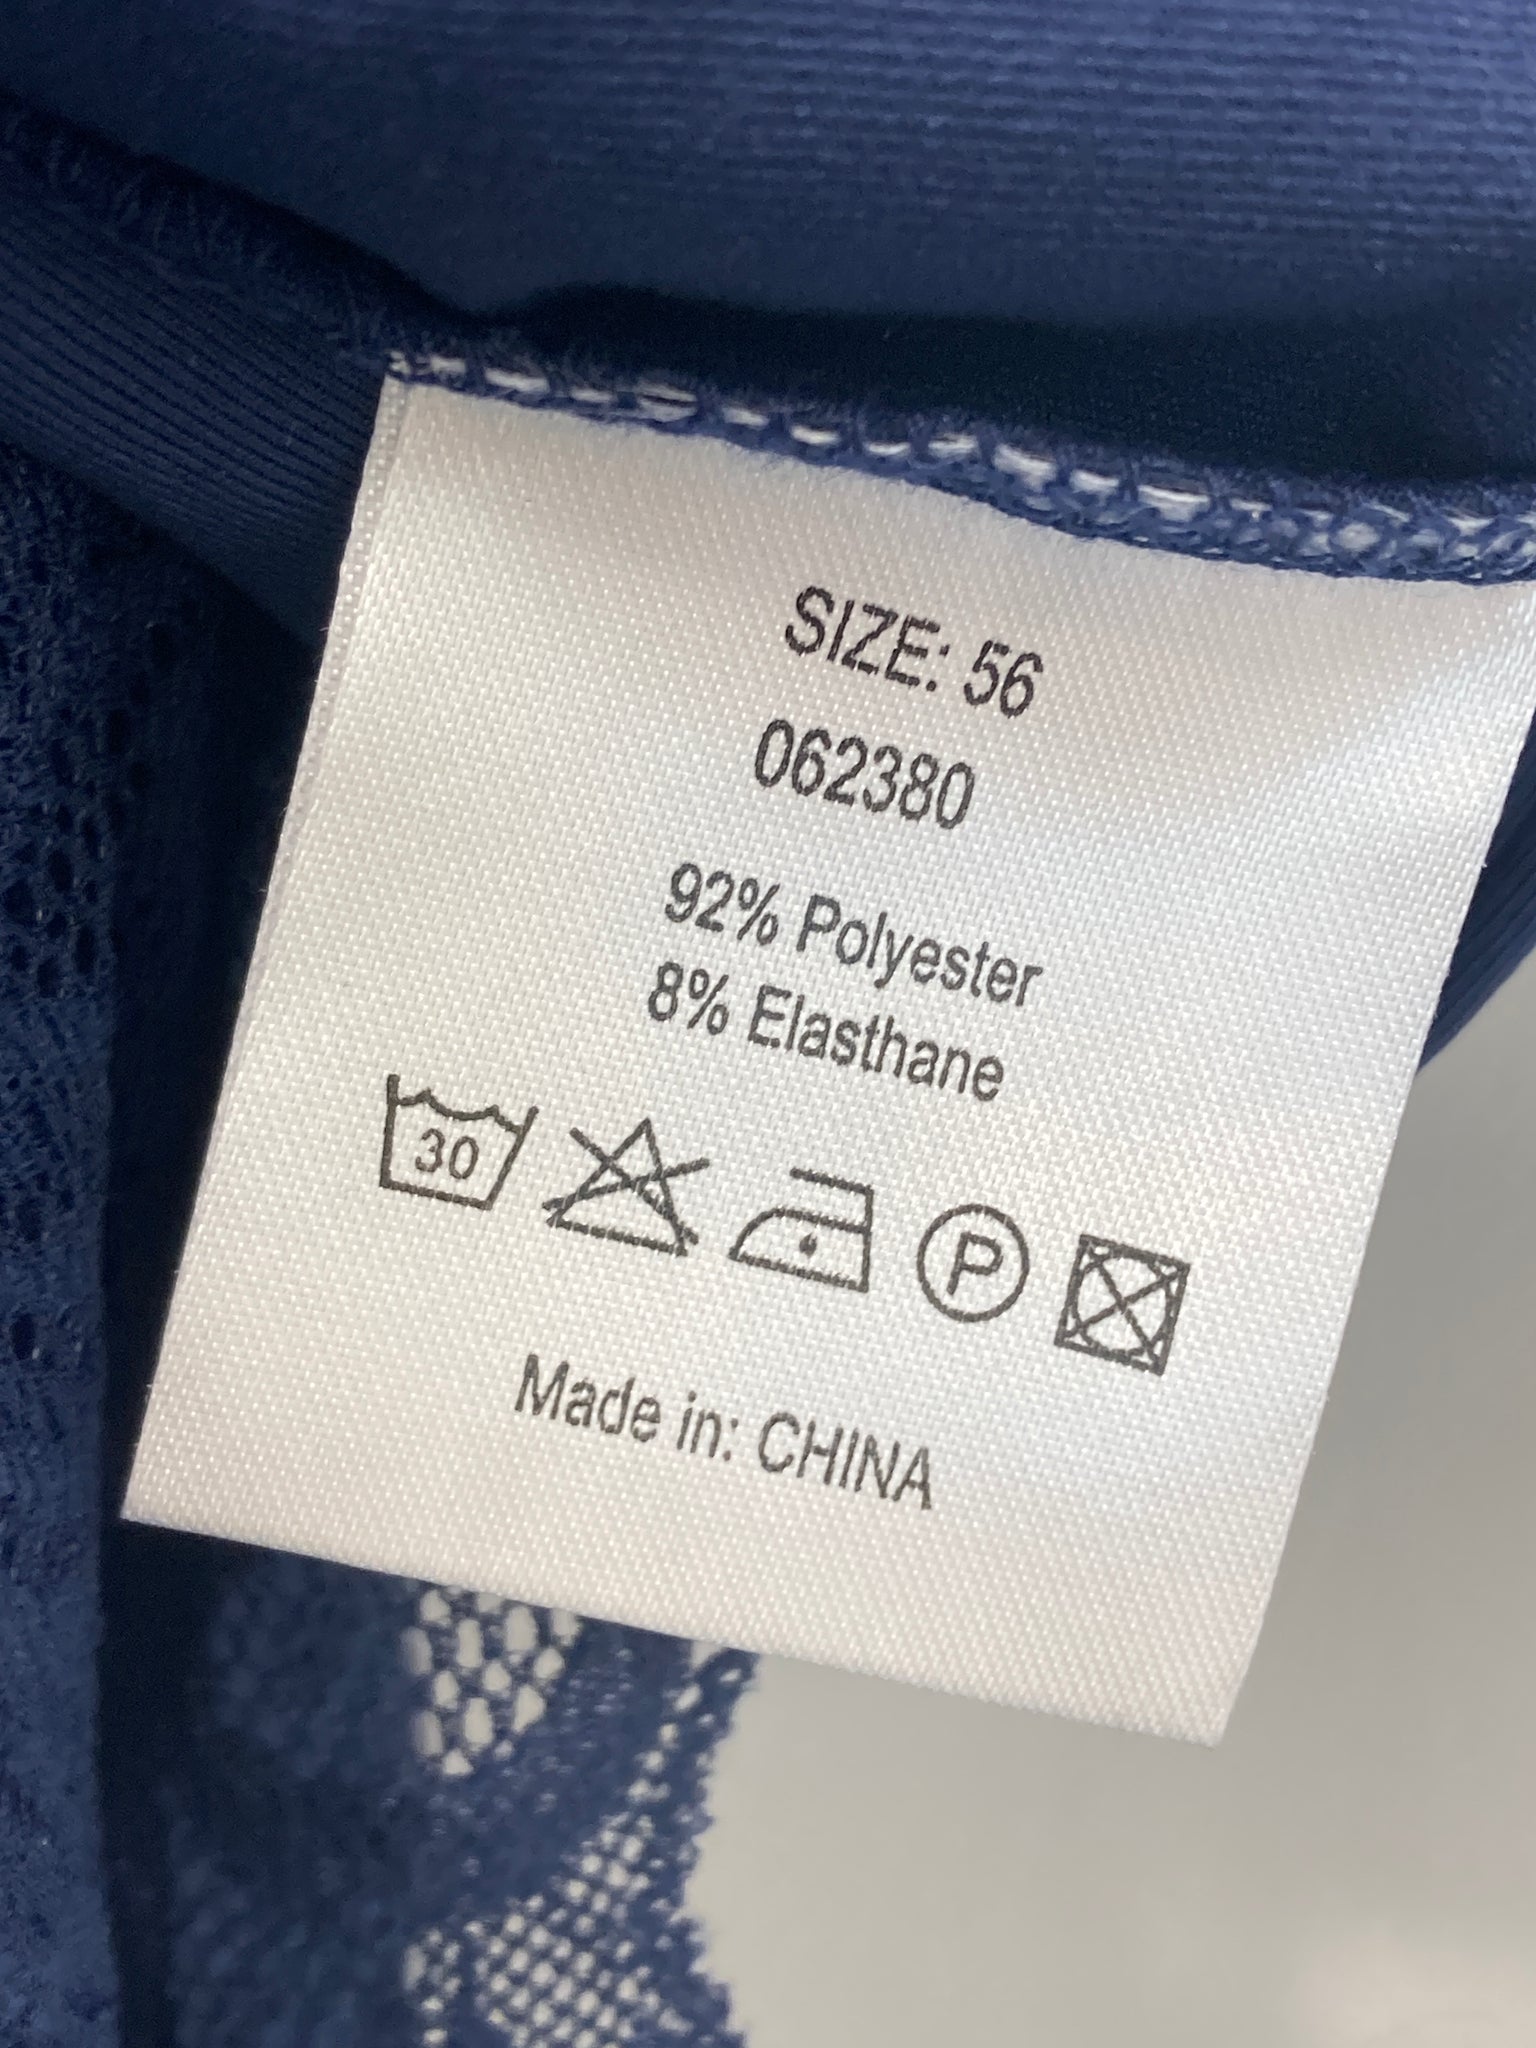 SIZE: 56
062380
92% Polyester
8% Elasthane
30 P
Made in: CHINA